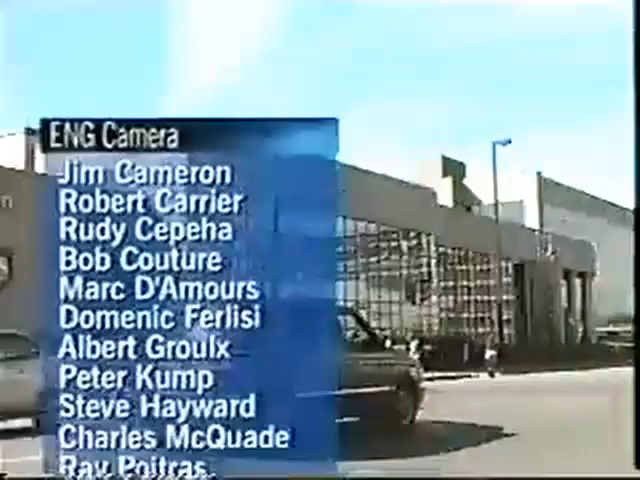 ENG Camera
Jim Cameron
Robert Carrier
Rudy Cepeha
Bob Couture
Marc D'Amours
Domenic Ferlisi
Albert Groulx
Peter Kump
Steve Hayward
Charles McQuade
Ray Poitras